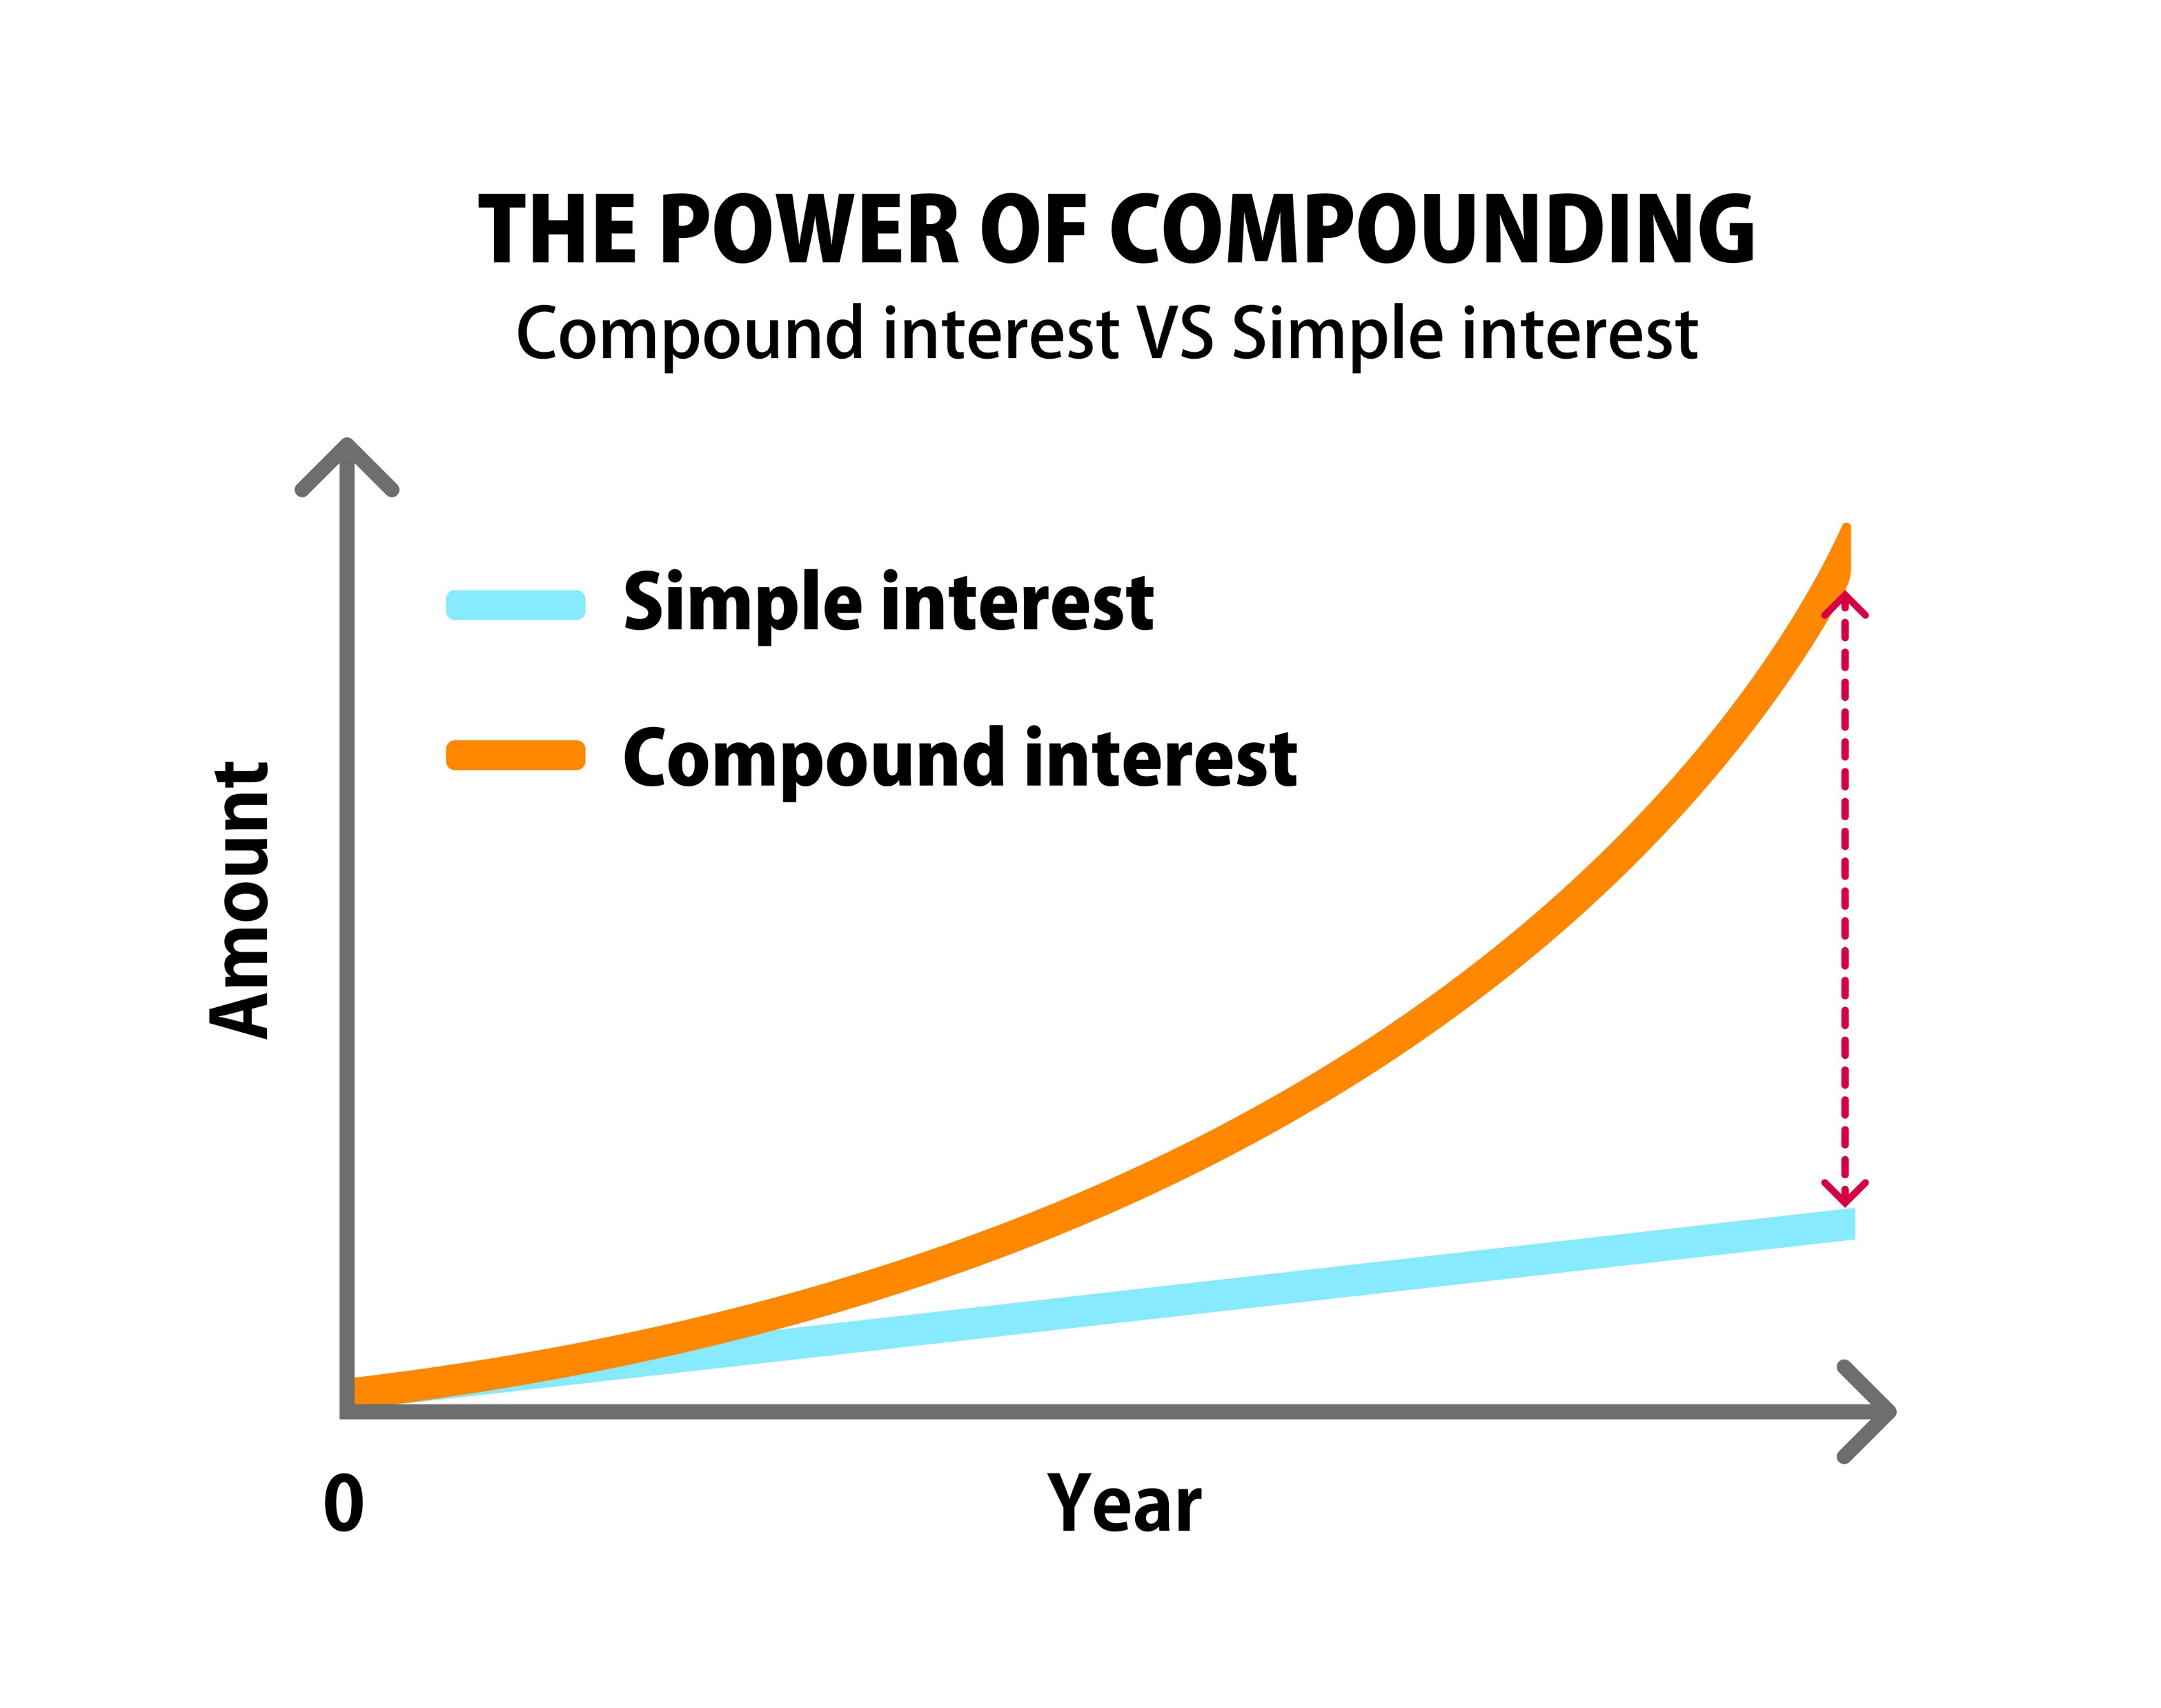 THE POWER OF COMPOUNDING
Compound interest VS Simple interest
Simple interest
Compound interest
Amount
0
Year